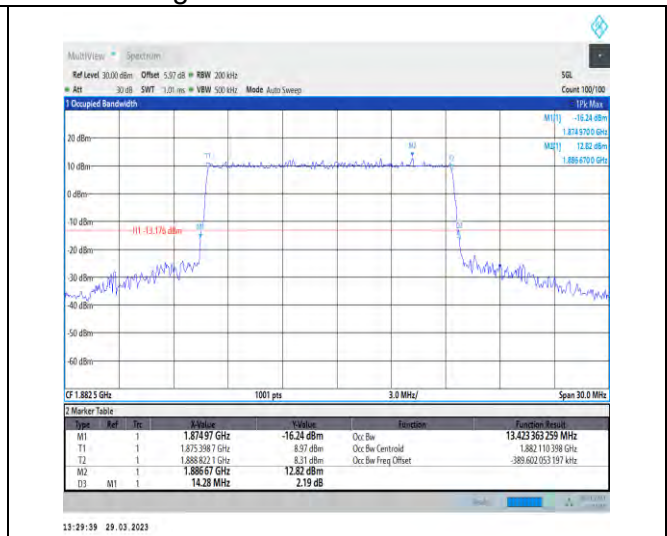 MultiView Spectrum
Ref Level 30.00 dBm Offset 5.97 dB RBW 200 kHz SGL
Att 30 dB SWT 1.01 ms VBW 500 kHz Mode Auto Sweep Count 100/100
1 Occupied Bandwidth 1Pk Max
M1[1] -16.24 dBm
1.874 970 0 GHz
M2[1] 12.82 dBm
1.886 670 0 GHz
20 dBm
T1 M2 T2
10 dBm
0 dBm
-10 dBm
H1 -13.176 dBm M1 D3
-20 dBm
-30 dBm
-40 dBm
-50 dBm
-60 dBm
CF 1.882 5 GHz 1001 pts 3.0 MHz/ Span 30.0 MHz
2 Marker Table
Type Ref Trc X-Value Y-Value Function Function Result
M1 1 1.874 97 GHz -16.24 dBm Occ Bw 13.423 363 259 MHz
T1 1 1.875 398 7 GHz 8.97 dBm Occ Bw Centroid 1.882 110 398 GHz
T2 1 1.888 822 1 GHz 8.31 dBm Occ Bw Freq Offset -389.602 053 197 kHz
M2 1 1.886 67 GHz 12.82 dBm
D3 M1 1 14.28 MHz 2.19 dB
13:29:39 29.03.2023